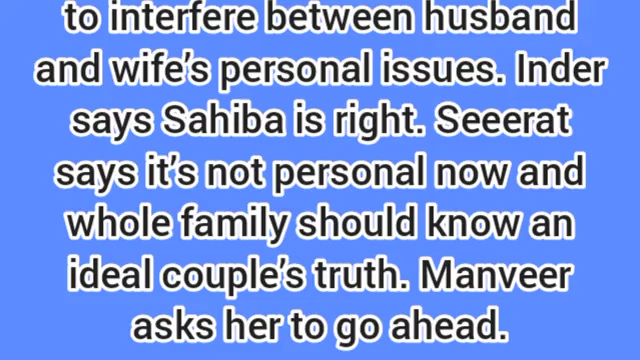 to interfere between husband
and wife's personal issues. Inder
says Sahiba is right. Seeerat
says it's not personal now and
whole family should know an
ideal couple's truth. Manveer
asks her to go ahead.